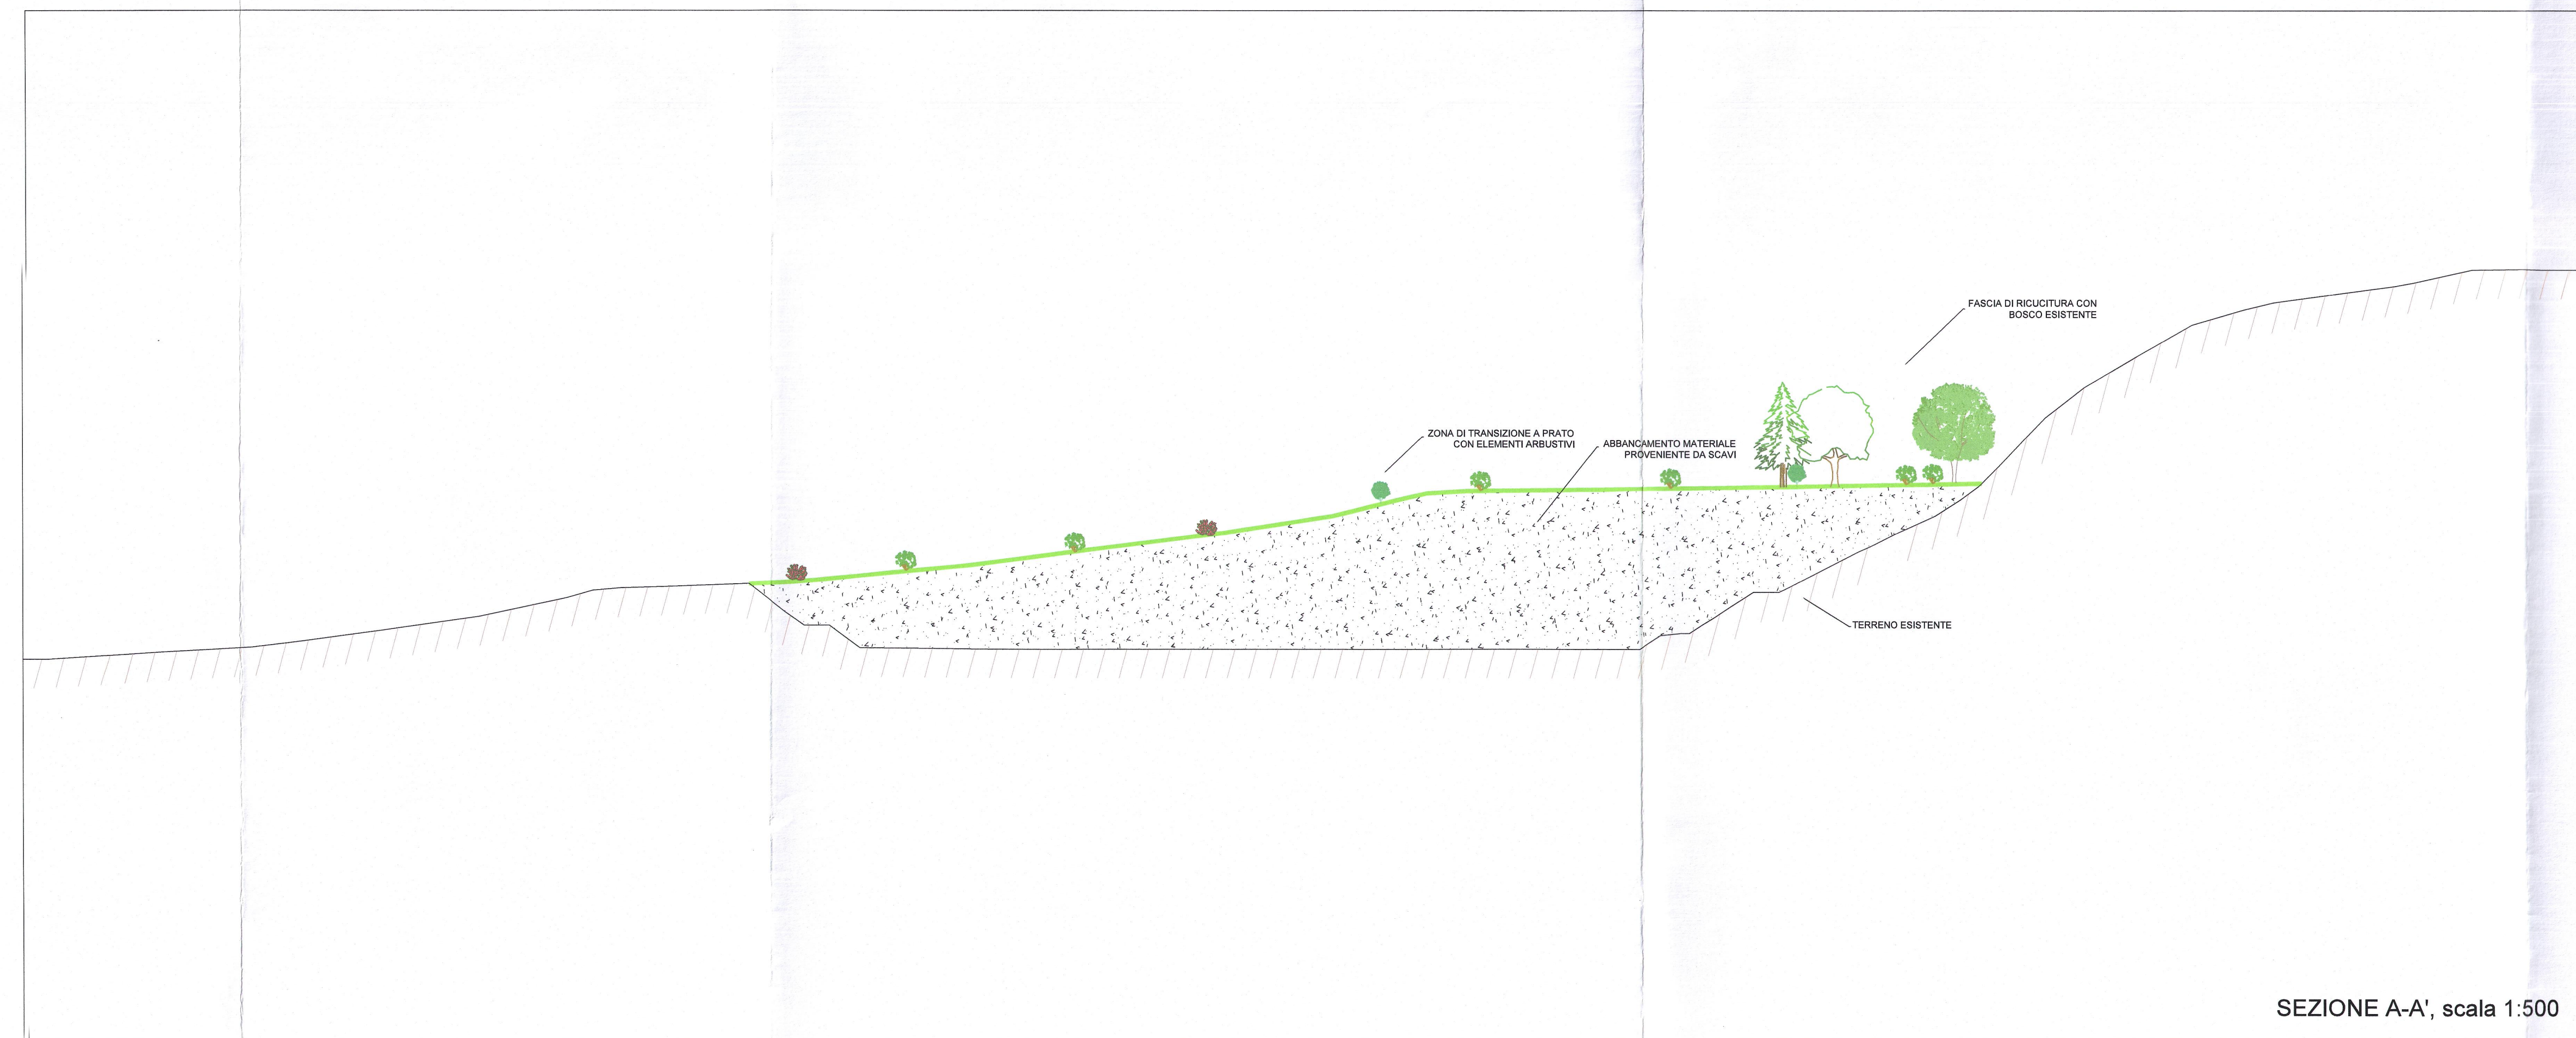 FASCIA DI RICUCITURA CON
BOSCO ESISTENTE
ZONA DI TRANSIZIONE A PRATO
CON ELEMENTI ARBUSTIVI
ABBANCAMENTO MATERIALE
PROVENIENTE DA SCAVI
TERRENO ESISTENTE
SEZIONE A-A', scala 1:500